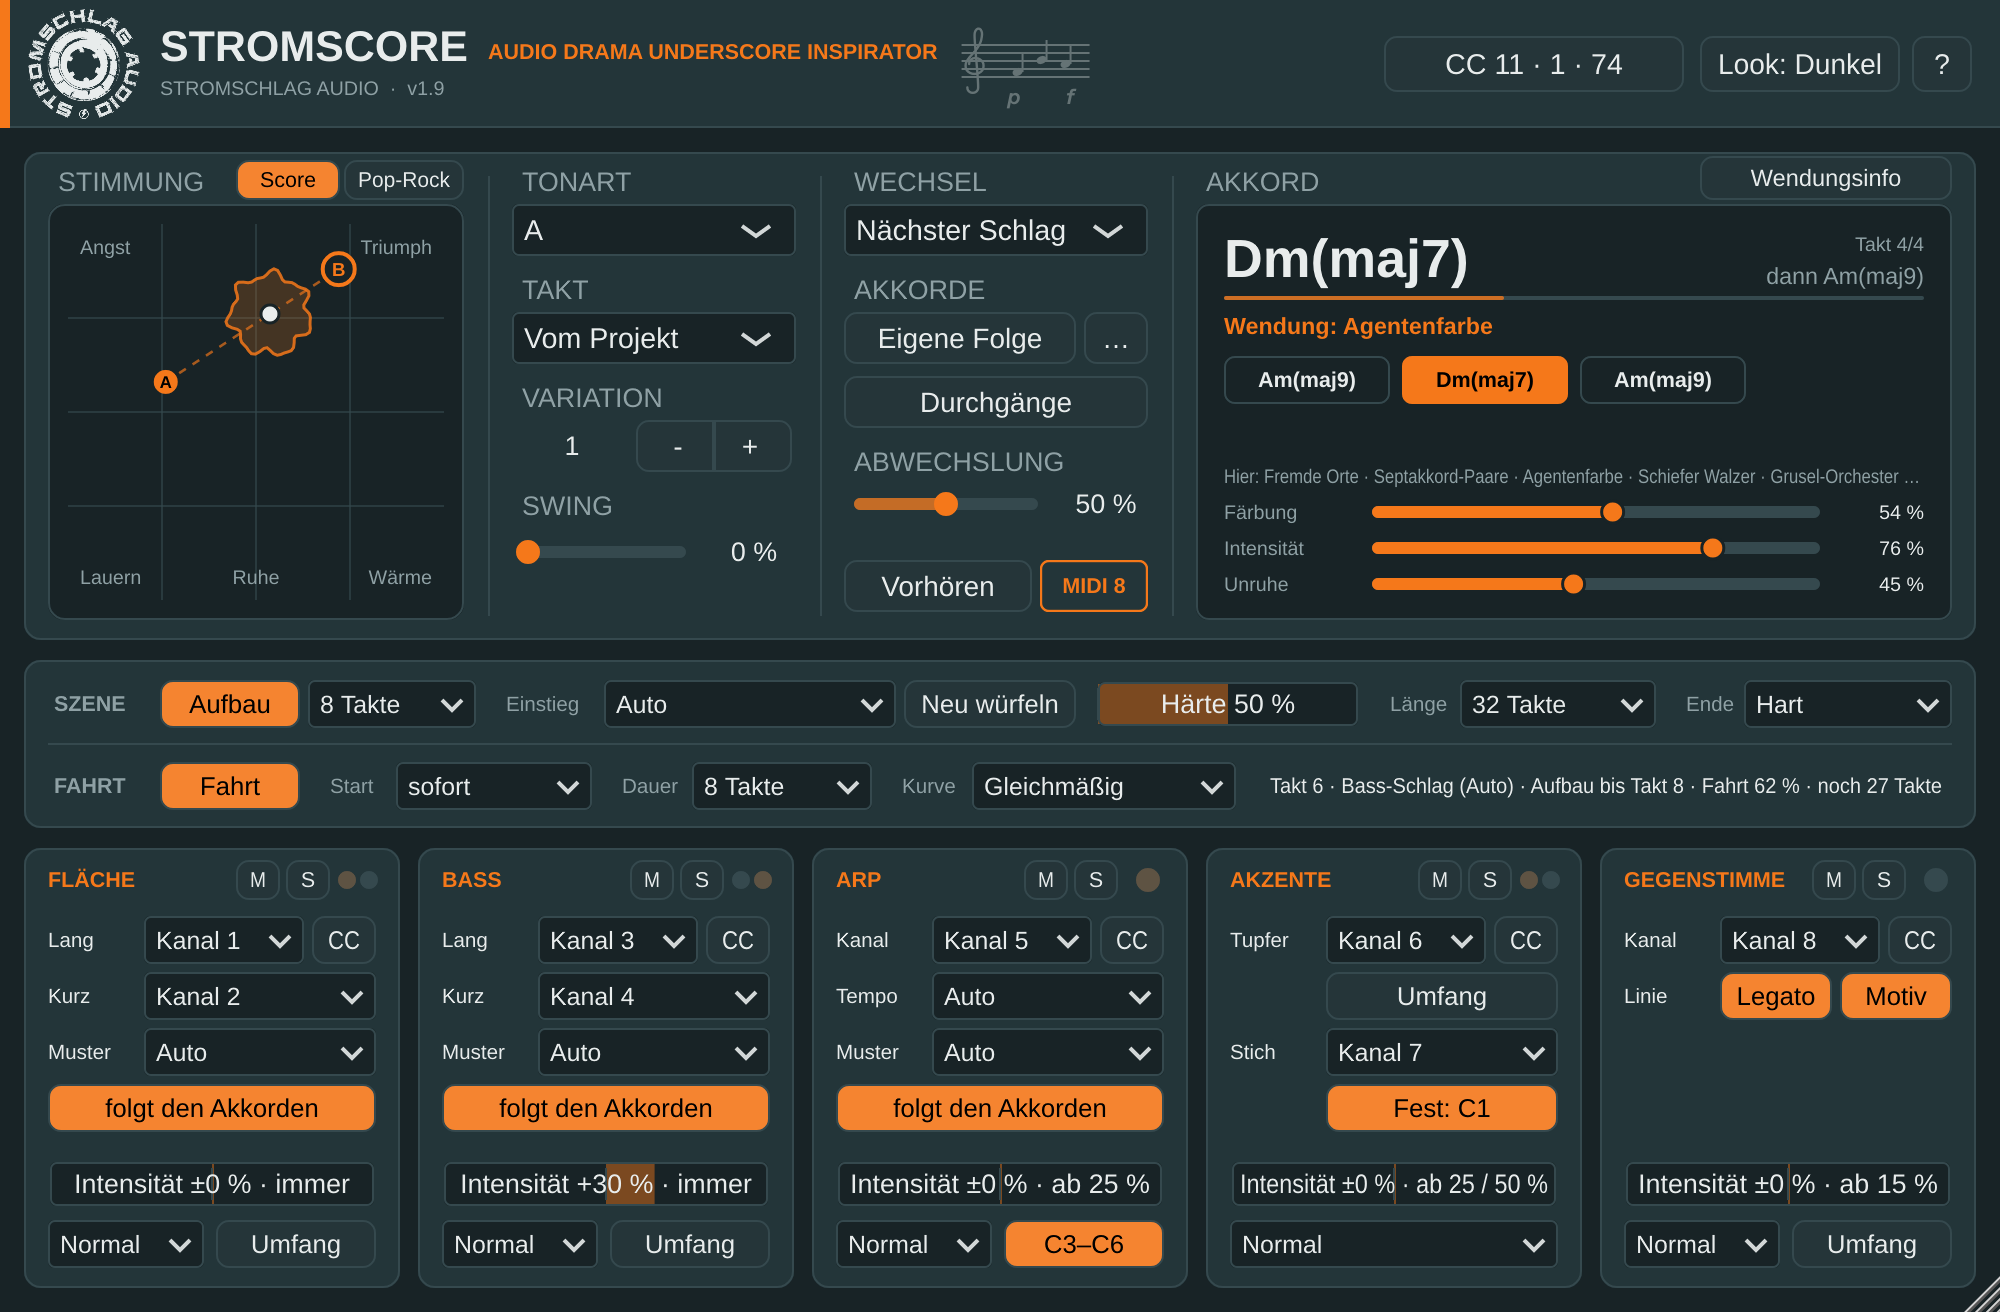 STROMSCHLAG AUDIO
STROMSCORE AUDIO DRAMA UNDERSCORE INSPIRATOR
STROMSCHLAG AUDIO · v1.9
p f
CC 11 · 1 · 74
Look: Dunkel
?
STIMMUNG
Score
Pop-Rock
Angst
Triumph
B
A
Lauern
Ruhe
Wärme
TONART
A
TAKT
Vom Projekt
VARIATION
1
-
+
SWING
0 %
WECHSEL
Nächster Schlag
AKKORDE
Eigene Folge
...
Durchgänge
ABWECHSLUNG
50 %
Vorhören
MIDI 8
AKKORD
Wendungsinfo
Dm(maj7)
Takt 4/4
dann Am(maj9)
Wendung: Agentenfarbe
Am(maj9)
Dm(maj7)
Am(maj9)
Hier: Fremde Orte · Septakkord-Paare · Agentenfarbe · Schiefer Walzer · Grusel-Orchester ...
Färbung 54 %
Intensität 76 %
Unruhe 45 %
SZENE Aufbau 8 Takte Einstieg Auto Neu würfeln Härte 50 % Länge 32 Takte Ende Hart
FAHRT Fahrt Start sofort Dauer 8 Takte Kurve Gleichmäßig Takt 6 · Bass-Schlag (Auto) · Aufbau bis Takt 8 · Fahrt 62 % · noch 27 Takte
FLÄCHE M S
Lang Kanal 1 CC
Kurz Kanal 2
Muster Auto
folgt den Akkorden
Intensität ±0 % · immer
Normal Umfang
BASS M S
Lang Kanal 3 CC
Kurz Kanal 4
Muster Auto
folgt den Akkorden
Intensität +30 % · immer
Normal Umfang
ARP M S
Kanal Kanal 5 CC
Tempo Auto
Muster Auto
folgt den Akkorden
Intensität ±0 % · ab 25 %
Normal C3–C6
AKZENTE M S
Tupfer Kanal 6 CC
Umfang
Stich Kanal 7
Fest: C1
Intensität ±0 % · ab 25 / 50 %
Normal
GEGENSTIMME M S
Kanal Kanal 8 CC
Linie Legato Motiv
Intensität ±0 % · ab 15 %
Normal Umfang